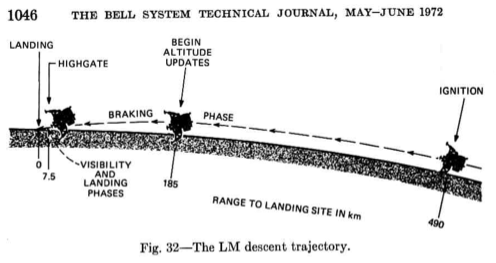 1046 THE BELL SYSTEM TECHNICAL JOURNAL, MAY–JUNE 1972
LANDING
HIGHGATE
BEGIN
ALTITUDE
UPDATES
IGNITION
BRAKING PHASE
0
7.5
VISIBILITY
AND
LANDING
PHASES
185
RANGE TO LANDING SITE IN km
490
Fig. 32—The LM descent trajectory.